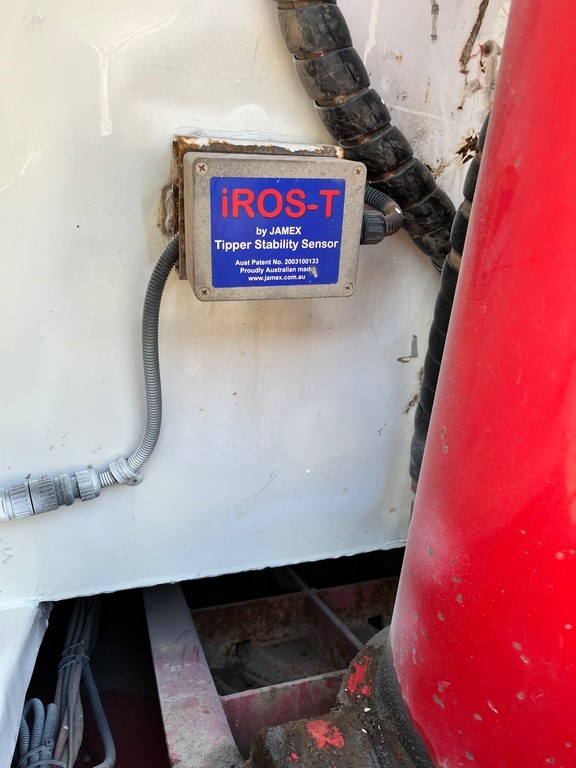 iROS-T
by JAMEX
Tipper Stability Sensor
Aust Patent No. 2003100133
Proudly Australian made
www.jamex.com.au